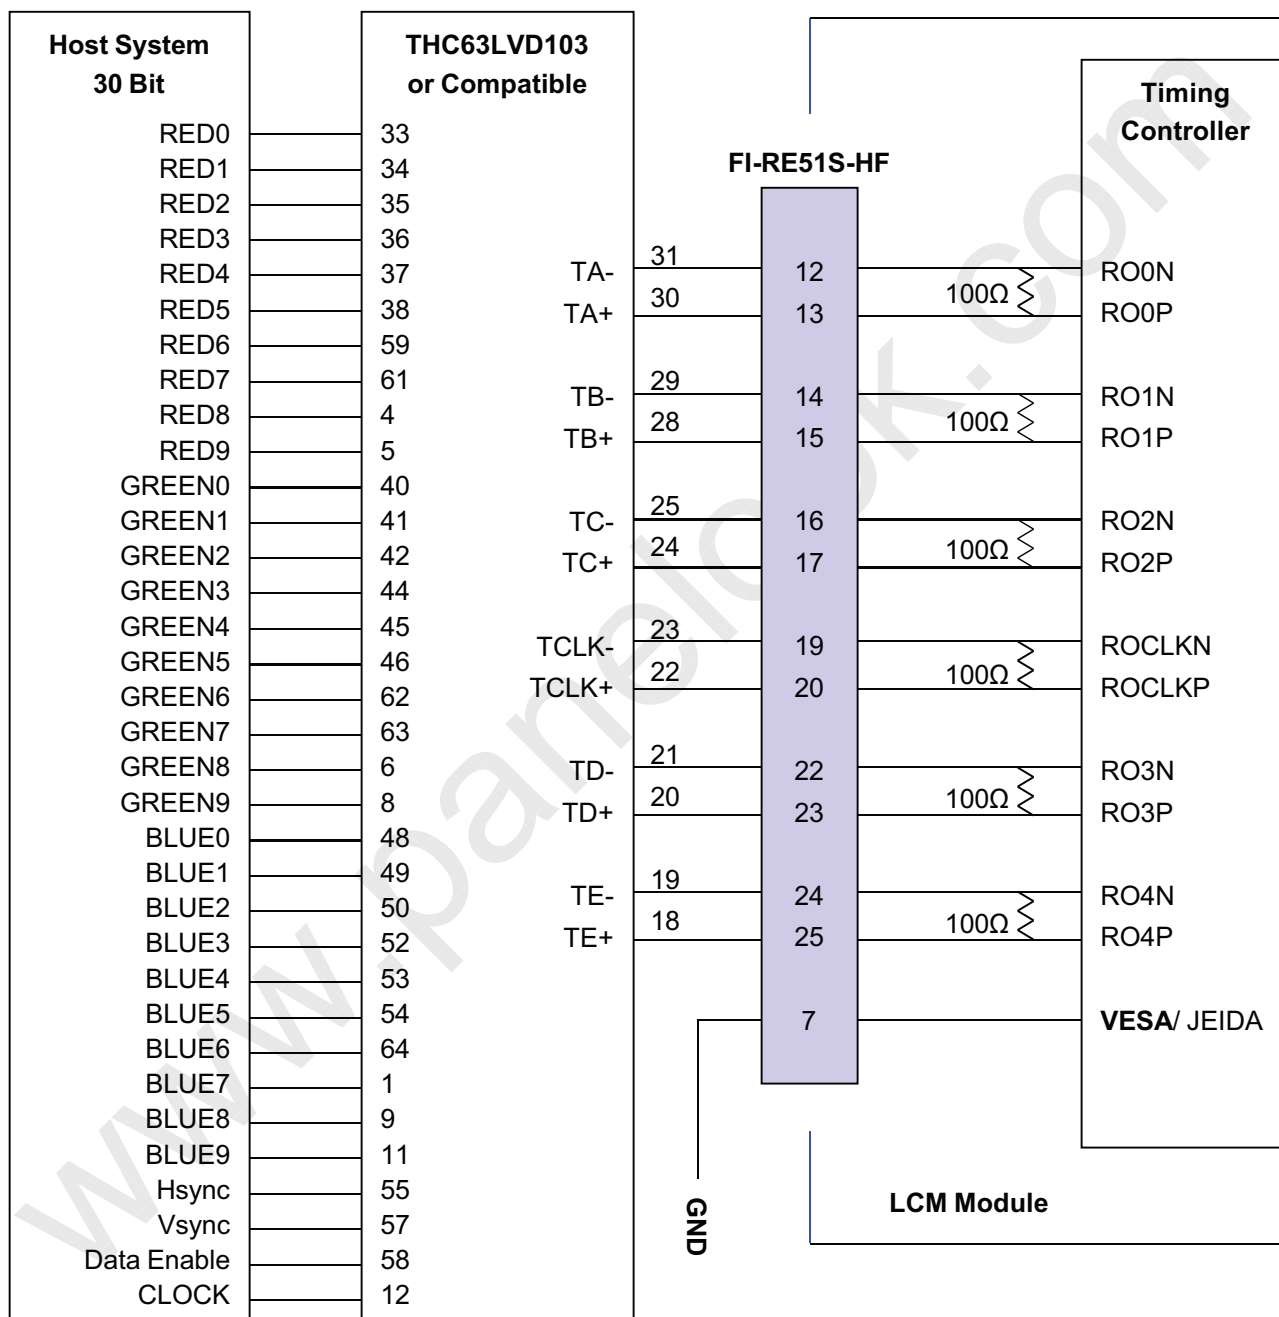 Host System
30 Bit
THC63LVD103
or Compatible
Timing
Controller
FI-RE51S-HF
RED0 33
RED1 34
RED2 35
RED3 36
RED4 37
RED5 38
RED6 59
RED7 61
RED8 4
RED9 5
GREEN0 40
GREEN1 41
GREEN2 42
GREEN3 44
GREEN4 45
GREEN5 46
GREEN6 62
GREEN7 63
GREEN8 6
GREEN9 8
BLUE0 48
BLUE1 49
BLUE2 50
BLUE3 52
BLUE4 53
BLUE5 54
BLUE6 64
BLUE7 1
BLUE8 9
BLUE9 11
Hsync 55
Vsync 57
Data Enable 58
CLOCK 12
TA- 31 12 RO0N
100Ω
TA+ 30 13 RO0P
TB- 29 14 RO1N
100Ω
TB+ 28 15 RO1P
TC- 25 16 RO2N
100Ω
TC+ 24 17 RO2P
TCLK- 23 19 ROCLKN
100Ω
TCLK+ 22 20 ROCLKP
TD- 21 22 RO3N
100Ω
TD+ 20 23 RO3P
TE- 19 24 RO4N
100Ω
TE+ 18 25 RO4P
7 VESA/ JEIDA
GND
LCM Module
www.panelook.com